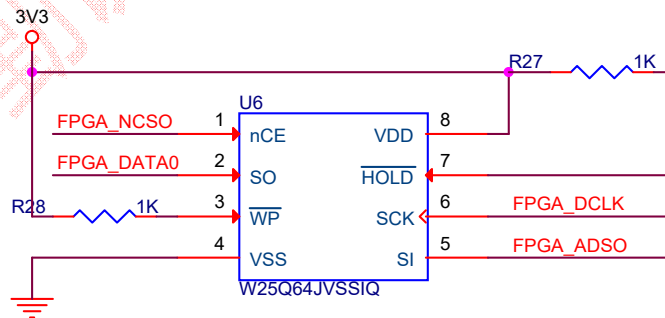 3V3
R27 1K
U6
FPGA_NCSO 1 nCE VDD 8
FPGA_DATA0 2 SO HOLD 7
R28 1K 3 WP SCK 6 FPGA_DCLK
4 VSS SI 5 FPGA_ADSO
W25Q64JVSSIQ